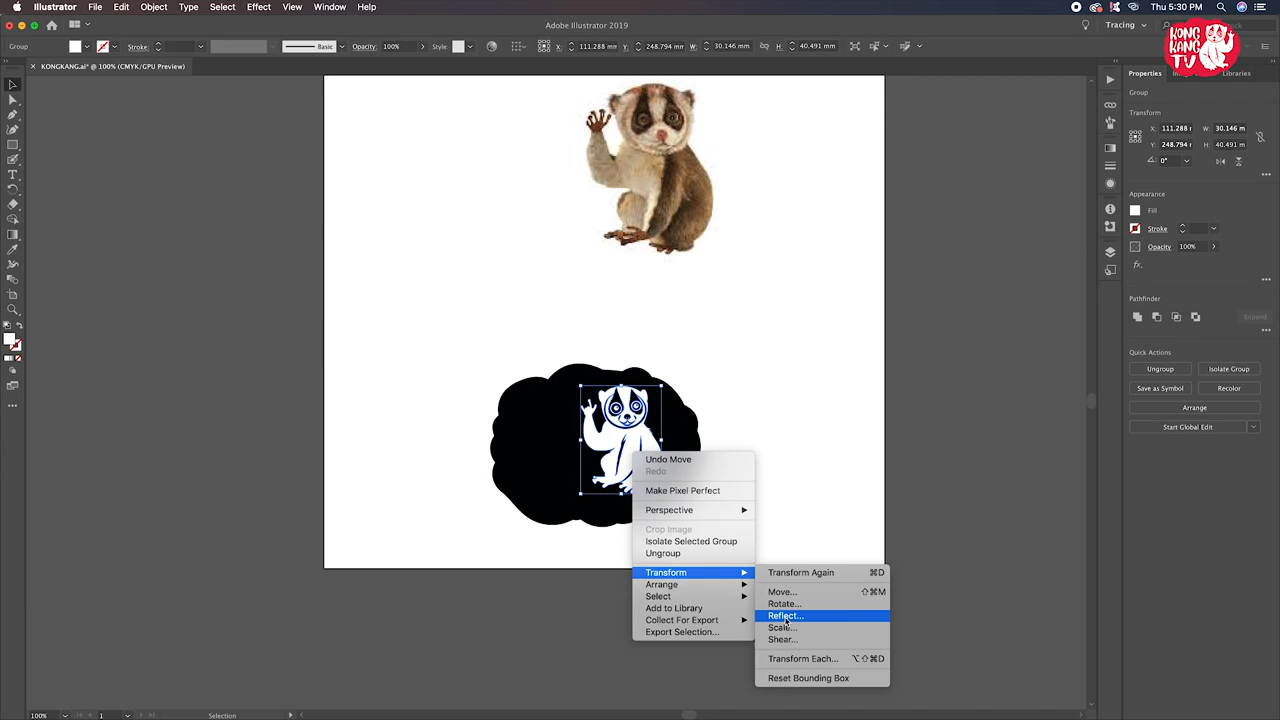 Illustrator File Edit Object Type Select Effect View Window Help
Thu 5:30 PM
Adobe Illustrator 2019
Tracing
Group
Stroke:
Basic
Opacity: 100%
Style:
X: 111.288 mm
Y: 248.794 mm
W: 30.146 mm
H: 40.491 mm
KONG
KANG
TV
× KONGKANG.ai* @ 100% (CMYK/GPU Preview)
Properties
Libraries
Group
Transform
X: 111.288 m
W: 30.146 m
Y: 248.794 m
H: 40.491 m
0°
Appearance
Fill
Stroke
Opacity 100%
fx.
Pathfinder
Expand
Quick Actions
Ungroup
Isolate Group
Save as Symbol
Recolor
Arrange
Start Global Edit
Undo Move
Redo
Make Pixel Perfect
Perspective
Crop Image
Isolate Selected Group
Ungroup
Transform
Arrange
Select
Add to Library
Collect For Export
Export Selection...
Transform Again ⌘D
Move... ⇧⌘M
Rotate...
Reflect...
Scale...
Shear...
Transform Each... ⌥⇧⌘D
Reset Bounding Box
100%
1
Selection